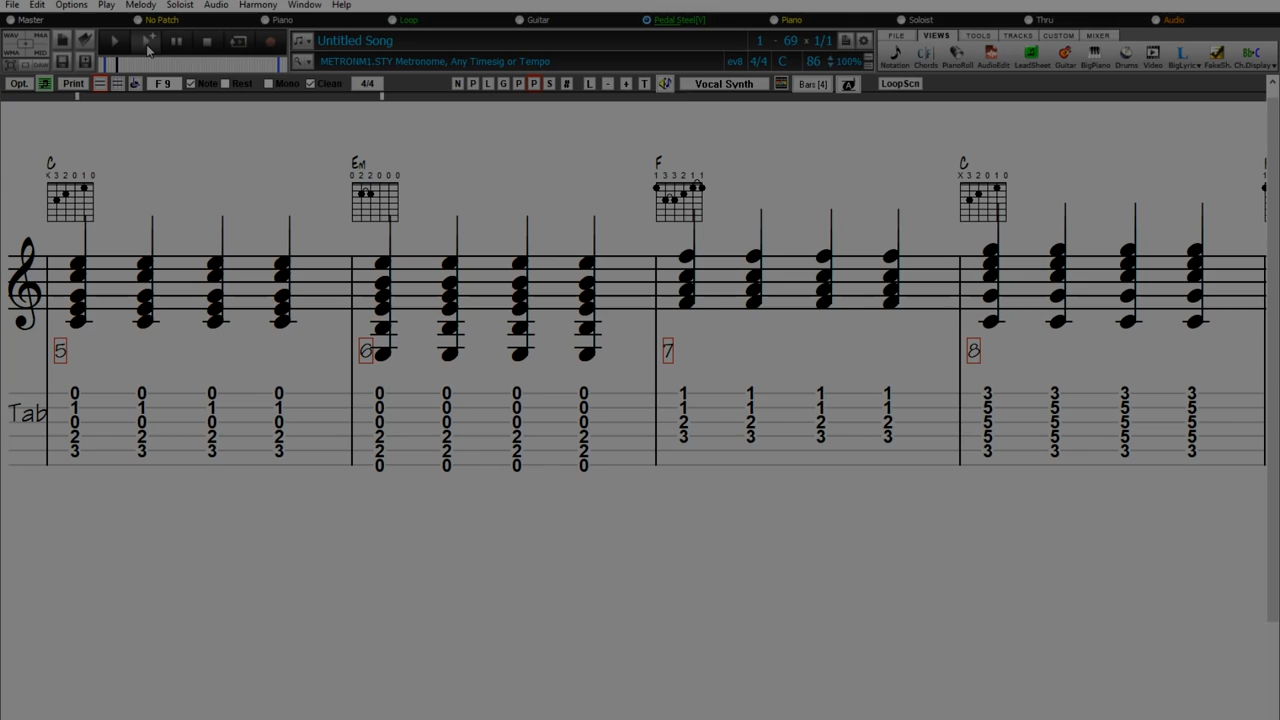 File Edit Options Play Melody Soloist Audio Harmony Window Help
Master No Patch Piano Loop Guitar Pedal Steel[V] Piano Soloist Thru Audio
WAV M4A WMA MID Untitled Song 1 - 69 x 1/1 FILE VIEWS TOOLS TRACKS CUSTOM MIXER
METRONM1.STY Metronome, Any Timesig or Tempo ev8 4/4 C 86 100% Notation Chords PianoRoll AudioEdit LeadSheet Guitar BigPiano Drums Video BigLyric FakeSh. Ch.Display
Opt. Print F 9 Note Rest Mono Clean 4/4 N P L G P P S # L - + T Vocal Synth Bars [4] A LoopScn
C Em F C
X 3 2 0 1 0 0 2 2 0 0 0 1 3 3 2 1 1 X 3 2 0 1 0
5 6 7 8
0 0 0 0 0 0 0 0 1 1 1 1 3 3 3 3
1 1 1 1 0 0 0 0 1 1 1 1 5 5 5 5
Tab
0 0 0 0 0 0 0 0 2 2 2 2 5 5 5 5
2 2 2 2 2 2 2 2 3 3 3 3 5 5 5 5
3 3 3 3 2 2 2 2 3 3 3 3
0 0 0 0